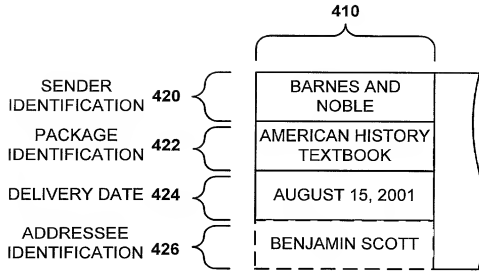 410
SENDER
IDENTIFICATION 420
BARNES AND
NOBLE
PACKAGE
IDENTIFICATION 422
AMERICAN HISTORY
TEXTBOOK
DELIVERY DATE 424
AUGUST 15, 2001
ADDRESSEE
IDENTIFICATION 426
BENJAMIN SCOTT